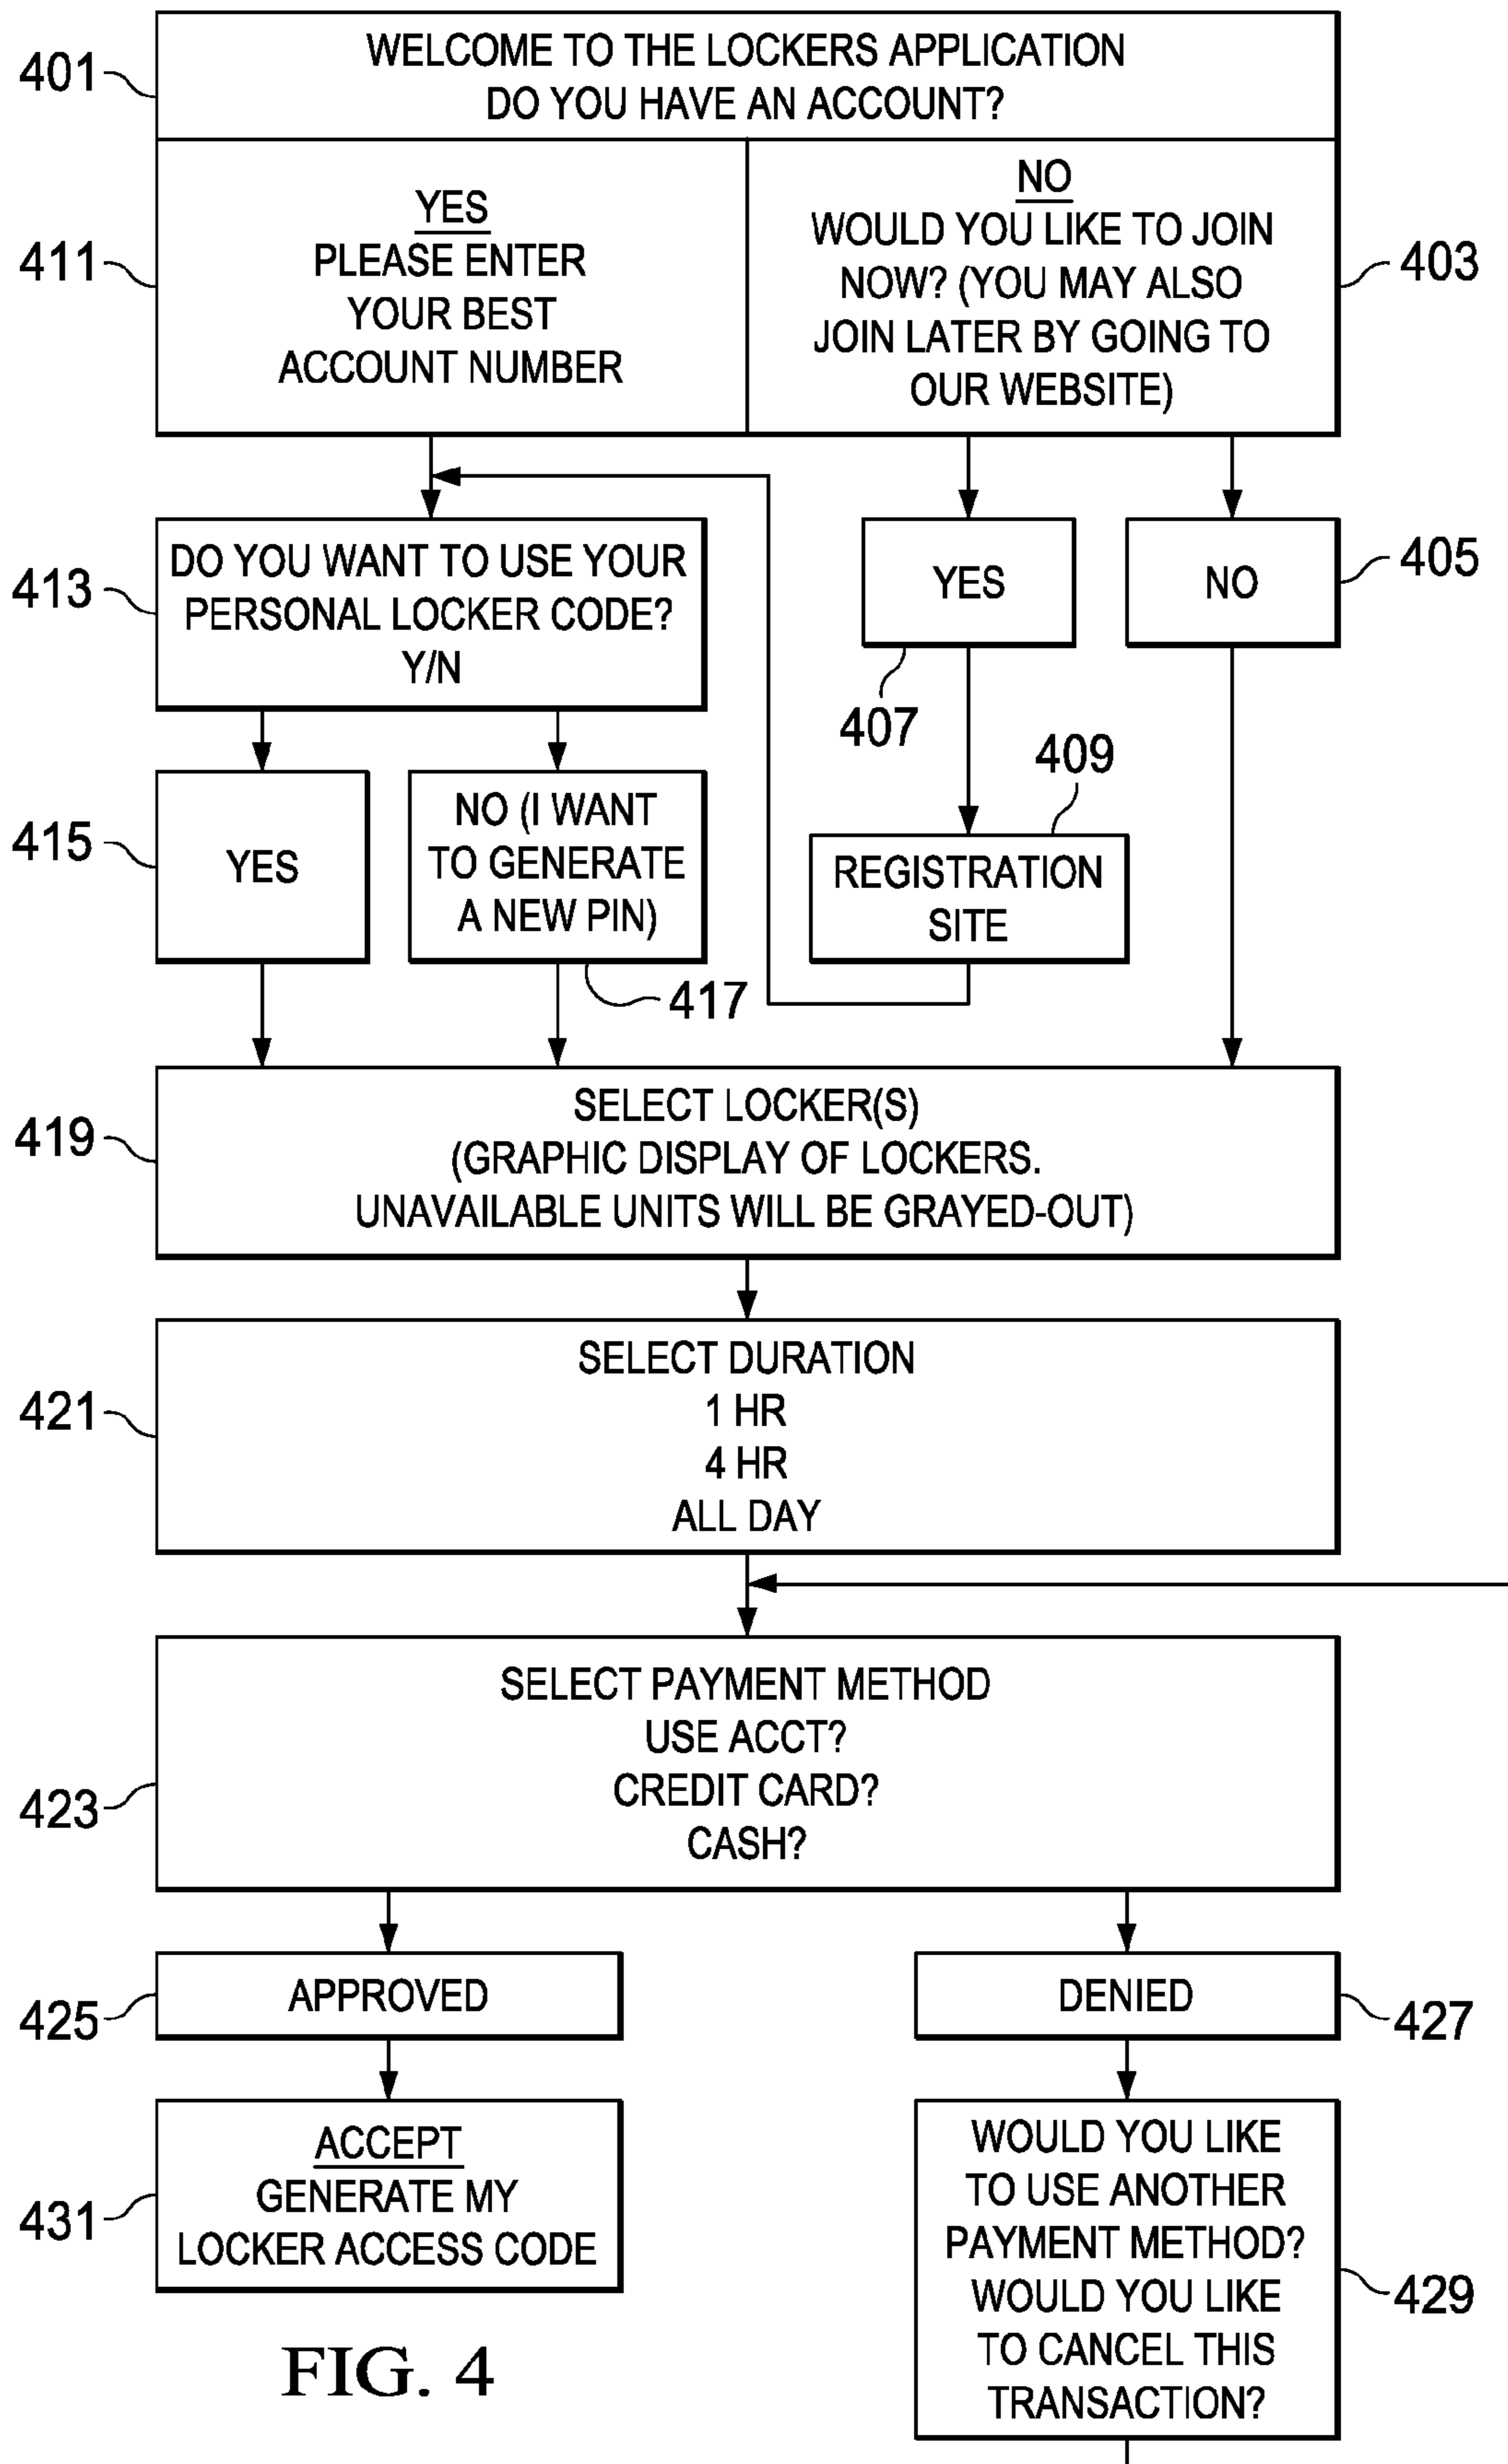 401
WELCOME TO THE LOCKERS APPLICATION
DO YOU HAVE AN ACCOUNT?
411
YES
PLEASE ENTER
YOUR BEST
ACCOUNT NUMBER
NO
WOULD YOU LIKE TO JOIN
NOW? (YOU MAY ALSO
JOIN LATER BY GOING TO
OUR WEBSITE)
403
413
DO YOU WANT TO USE YOUR
PERSONAL LOCKER CODE?
Y/N
YES
407
NO
405
409
REGISTRATION
SITE
415
YES
NO (I WANT
TO GENERATE
A NEW PIN)
417
419
SELECT LOCKER(S)
(GRAPHIC DISPLAY OF LOCKERS.
UNAVAILABLE UNITS WILL BE GRAYED-OUT)
421
SELECT DURATION
1 HR
4 HR
ALL DAY
423
SELECT PAYMENT METHOD
USE ACCT?
CREDIT CARD?
CASH?
425
APPROVED
DENIED
427
431
ACCEPT
GENERATE MY
LOCKER ACCESS CODE
WOULD YOU LIKE
TO USE ANOTHER
PAYMENT METHOD?
WOULD YOU LIKE
TO CANCEL THIS
TRANSACTION?
429
FIG. 4